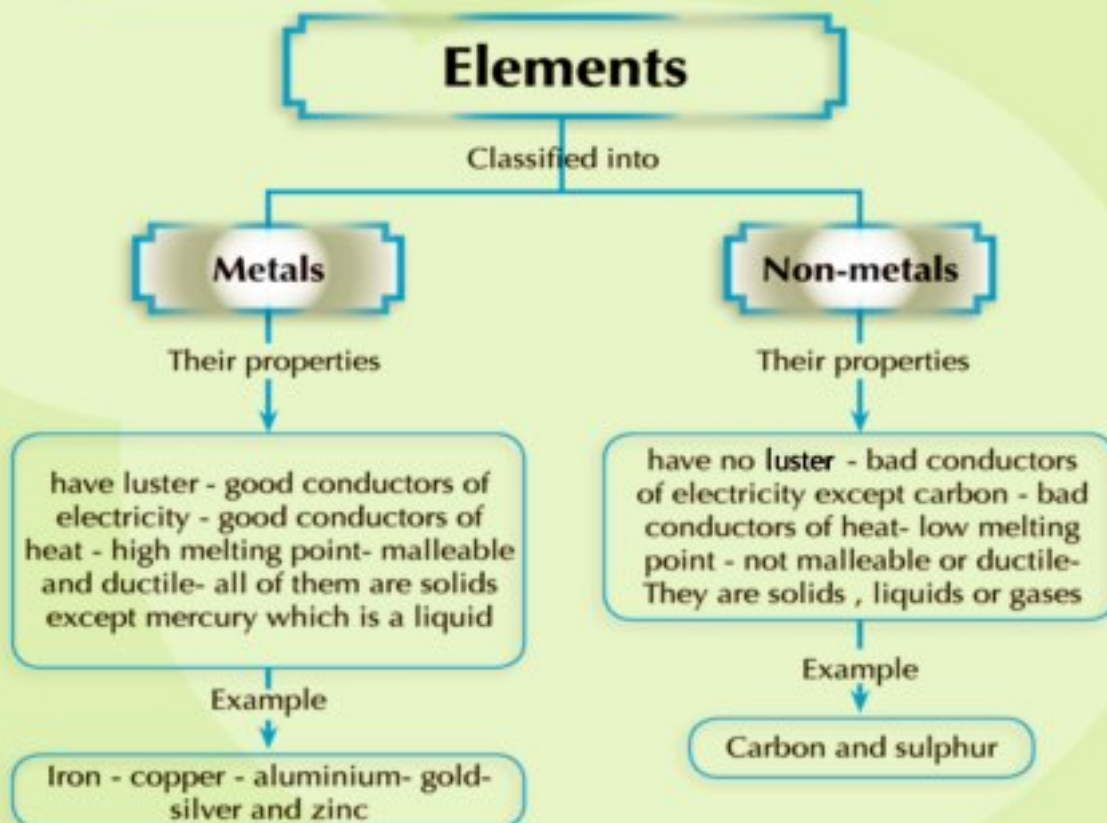 Elements
Classified into
Metals
Non-metals
Their properties
Their properties
have luster - good conductors of
electricity - good conductors of
heat - high melting point- malleable
and ductile- all of them are solids
except mercury which is a liquid
have no luster - bad conductors
of electricity except carbon - bad
conductors of heat- low melting
point - not malleable or ductile-
They are solids , liquids or gases
Example
Example
Iron - copper - aluminium- gold-
silver and zinc
Carbon and sulphur